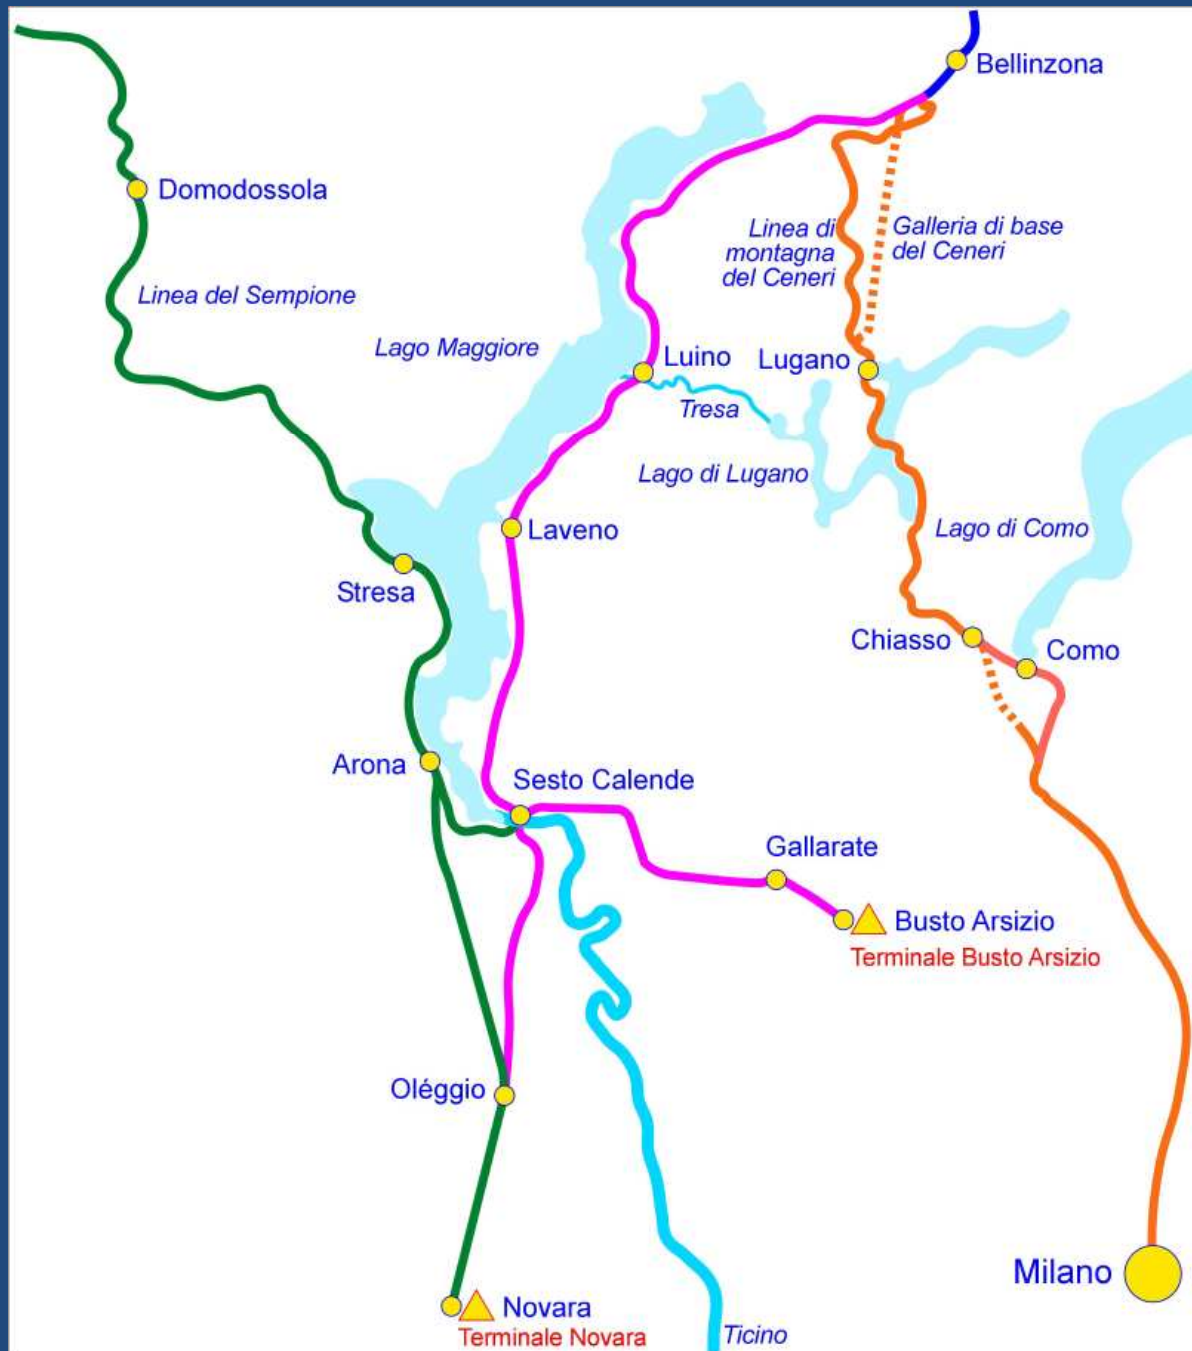 Bellinzona
Domodossola
Linea di
montagna
del Ceneri
Galleria di base
del Ceneri
Linea del Sempione
Lago Maggiore
Luino
Lugano
Tresa
Lago di Lugano
Laveno
Lago di Como
Stresa
Chiasso
Como
Arona
Sesto Calende
Gallarate
Busto Arsizio
Terminale Busto Arsizio
Oléggio
Milano
Novara
Terminale Novara
Ticino